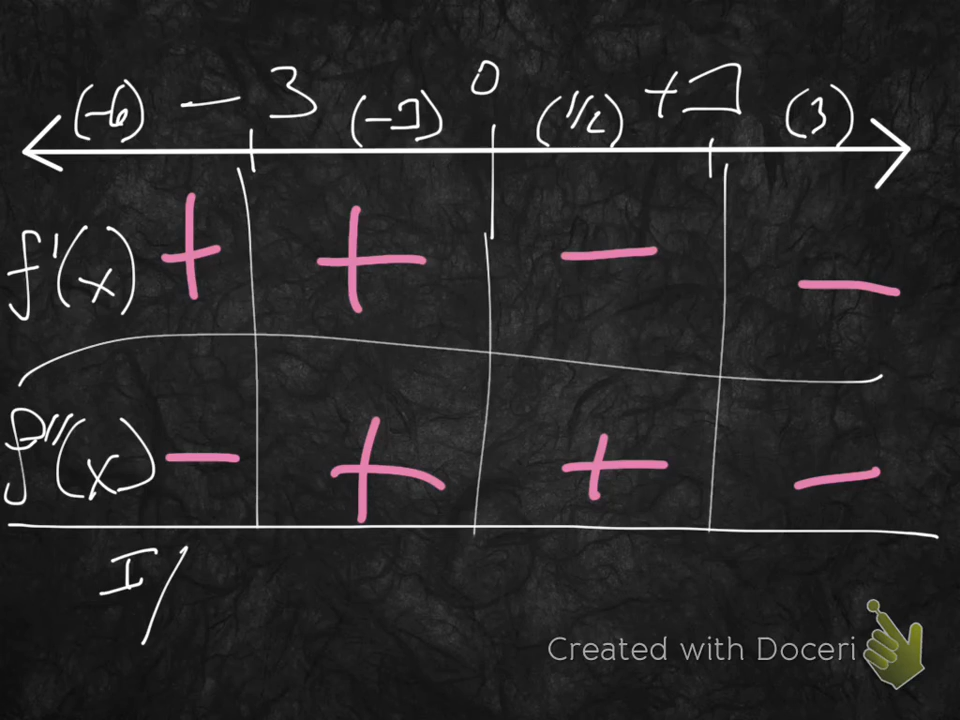 (-6) -3 (-1) 0 (1/2) +1 (3)
f'(x) + + - -
f''(x) - + + -
I/
Created with Doceri